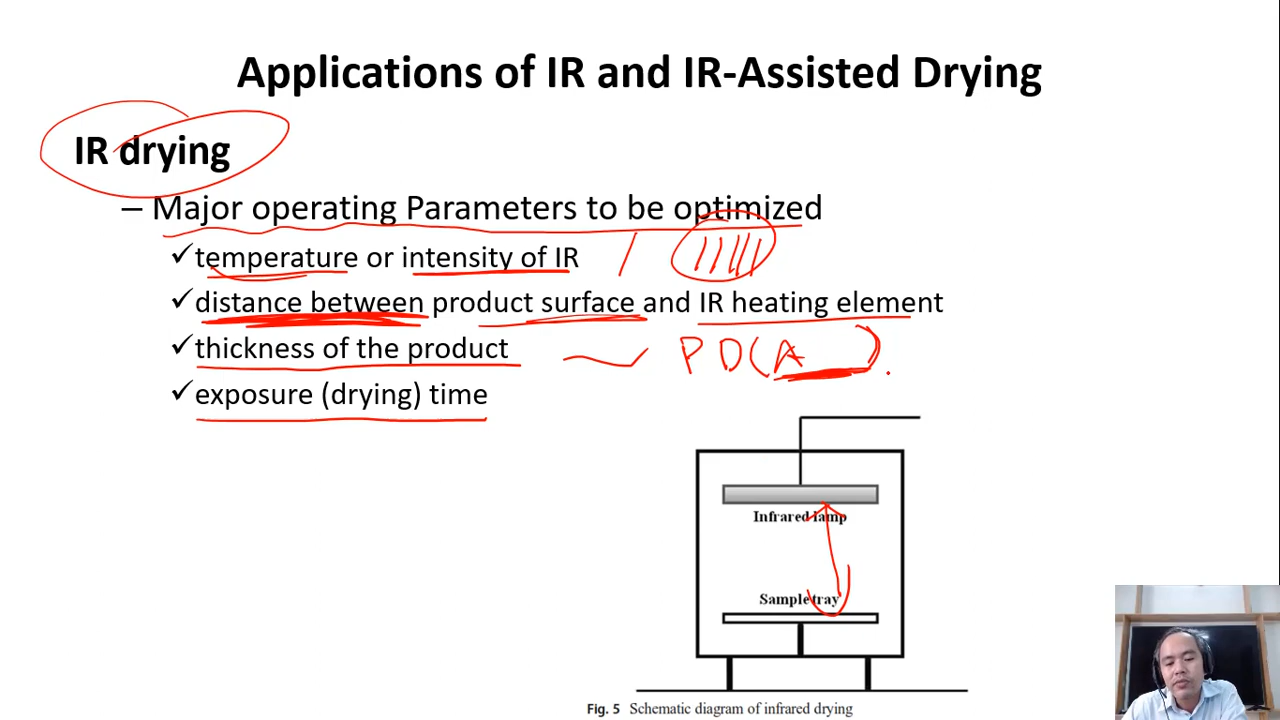 Applications of IR and IR-Assisted Drying
IR drying
– Major operating Parameters to be optimized
✓temperature or intensity of IR
✓distance between product surface and IR heating element
✓thickness of the product PD(A )
✓exposure (drying) time
Infrared lamp
Sample tray
Fig. 5 Schematic diagram of infrared drying